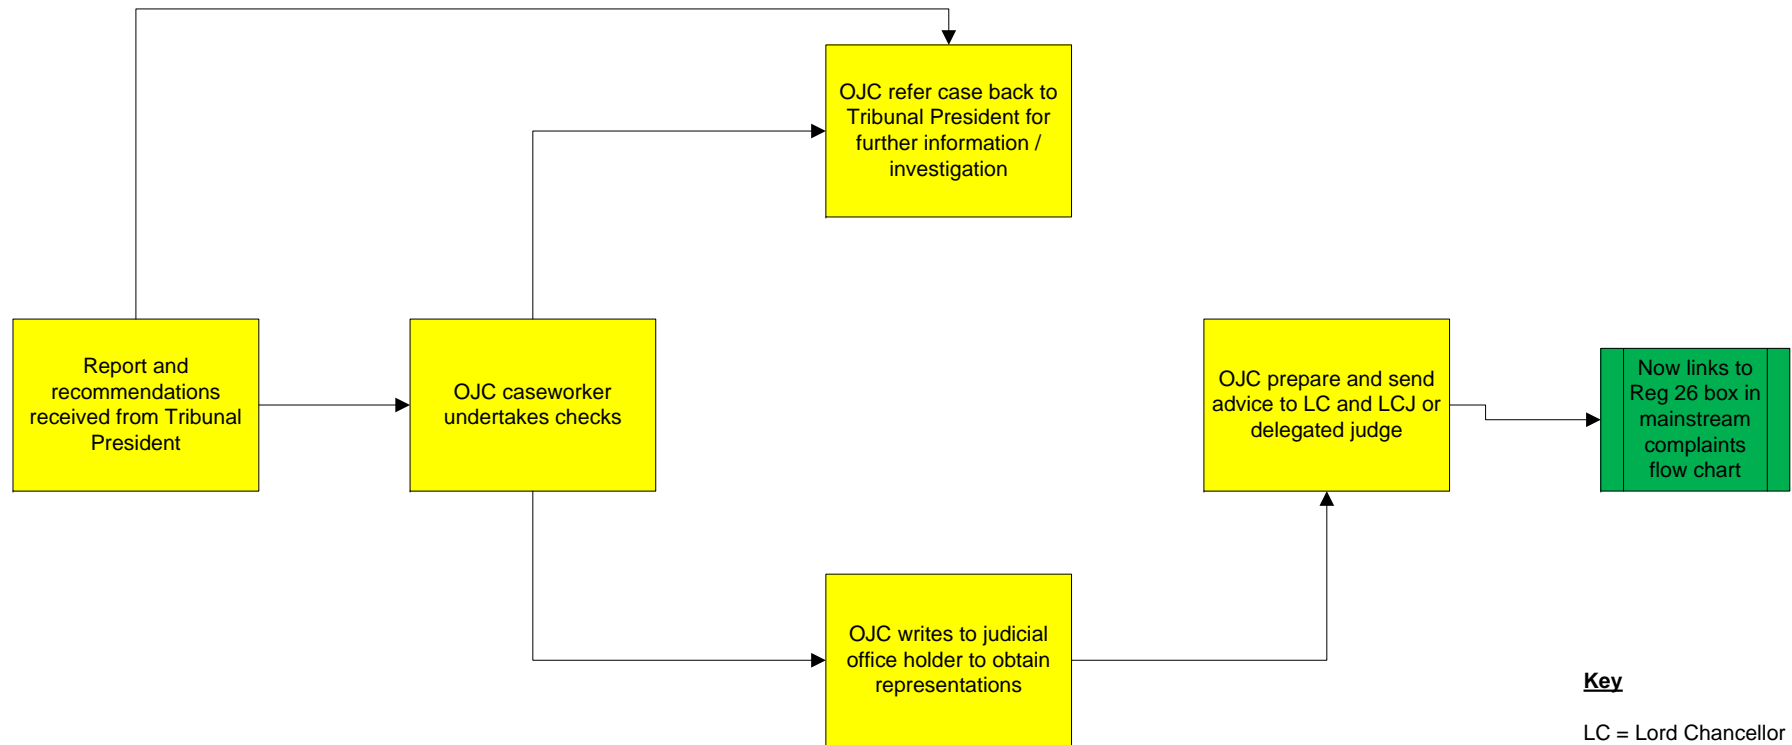 OJC refer case back to
Tribunal President for
further information /
investigation
Report and
recommendations
received from Tribunal
President
OJC caseworker
undertakes checks
OJC prepare and send
advice to LC and LCJ or
delegated judge
Now links to
Reg 26 box in
mainstream
complaints
flow chart
OJC writes to judicial
office holder to obtain
representations
Key
LC = Lord Chancellor